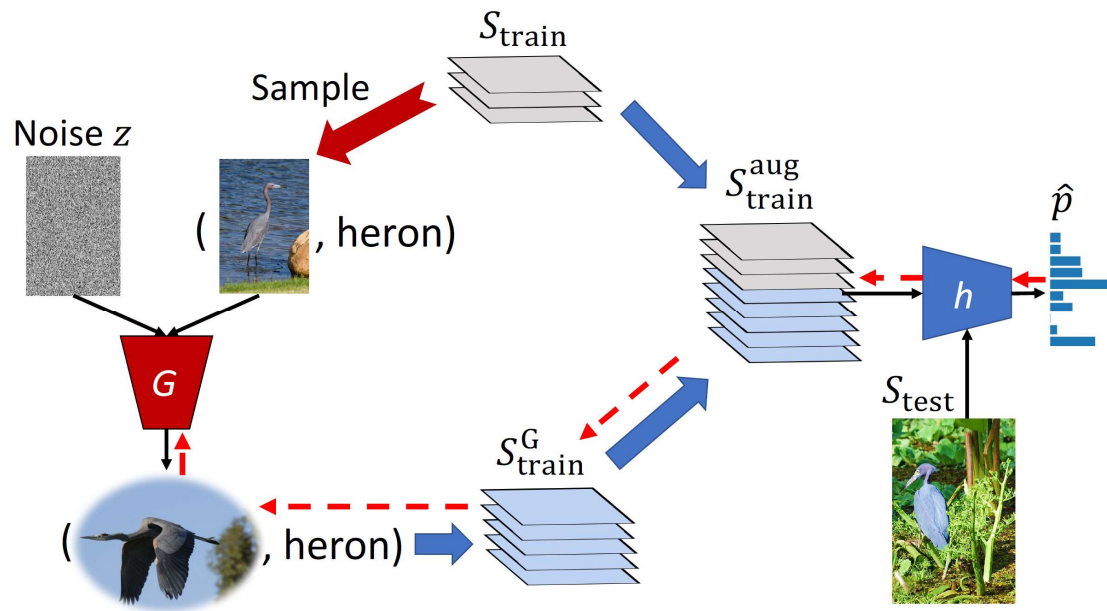 S_train
Sample
Noise z
( , heron)
S_train^aug
p̂
G
h
S_test
S_train^G
( , heron)